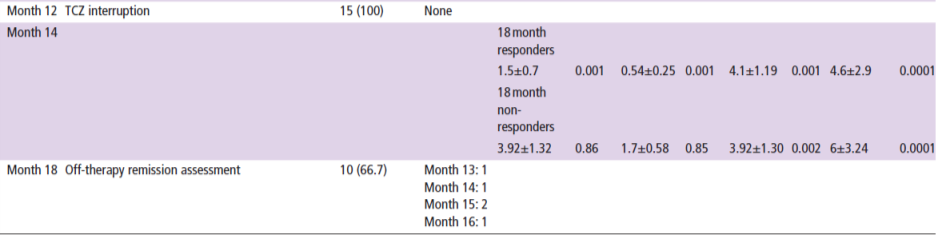 Month 12 TCZ interruption 15 (100) None
Month 14 18 month
responders
1.5±0.7 0.001 0.54±0.25 0.001 4.1±1.19 0.001 4.6±2.9 0.0001
18 month
non-
responders
3.92±1.32 0.86 1.7±0.58 0.85 3.92±1.30 0.002 6±3.24 0.0001
Month 18 Off-therapy remission assessment 10 (66.7) Month 13: 1
Month 14: 1
Month 15: 2
Month 16: 1